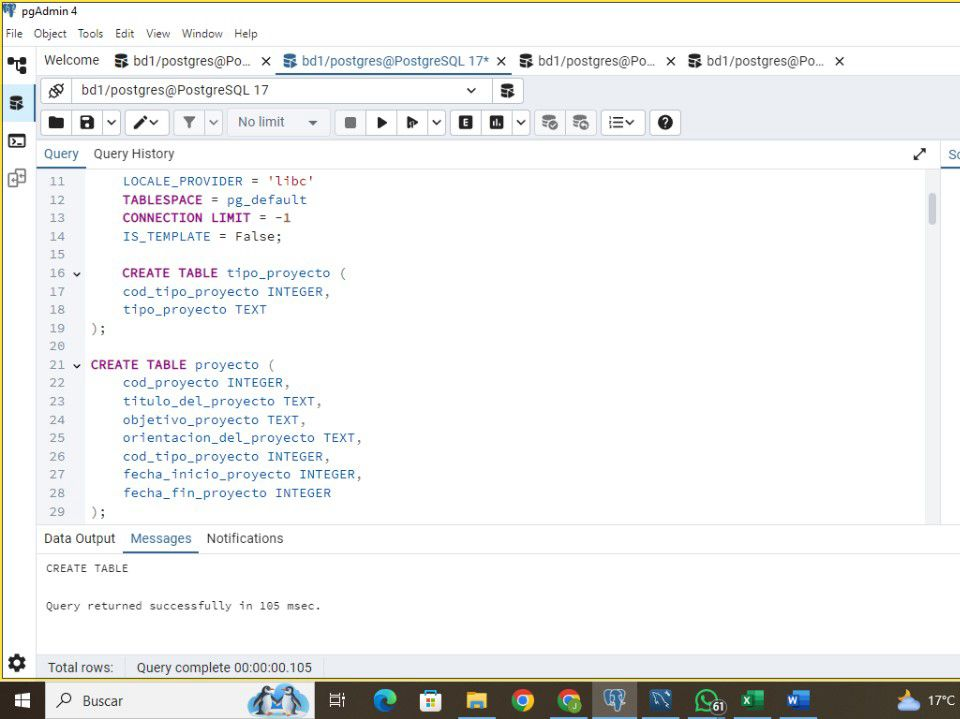 pgAdmin 4
File Object Tools Edit View Window Help
Welcome bd1/postgres@Po... bd1/postgres@PostgreSQL 17* bd1/postgres@Po... bd1/postgres@Po...
bd1/postgres@PostgreSQL 17
No limit E
Query Query History Sc
11 LOCALE_PROVIDER = 'libc'
12 TABLESPACE = pg_default
13 CONNECTION LIMIT = -1
14 IS_TEMPLATE = False;
15
16 CREATE TABLE tipo_proyecto (
17 cod_tipo_proyecto INTEGER,
18 tipo_proyecto TEXT
19 );
20
21 CREATE TABLE proyecto (
22 cod_proyecto INTEGER,
23 titulo_del_proyecto TEXT,
24 objetivo_proyecto TEXT,
25 orientacion_del_proyecto TEXT,
26 cod_tipo_proyecto INTEGER,
27 fecha_inicio_proyecto INTEGER,
28 fecha_fin_proyecto INTEGER
29 );
Data Output Messages Notifications
CREATE TABLE
Query returned successfully in 105 msec.
Total rows: Query complete 00:00:00.105
Buscar 61 17°C